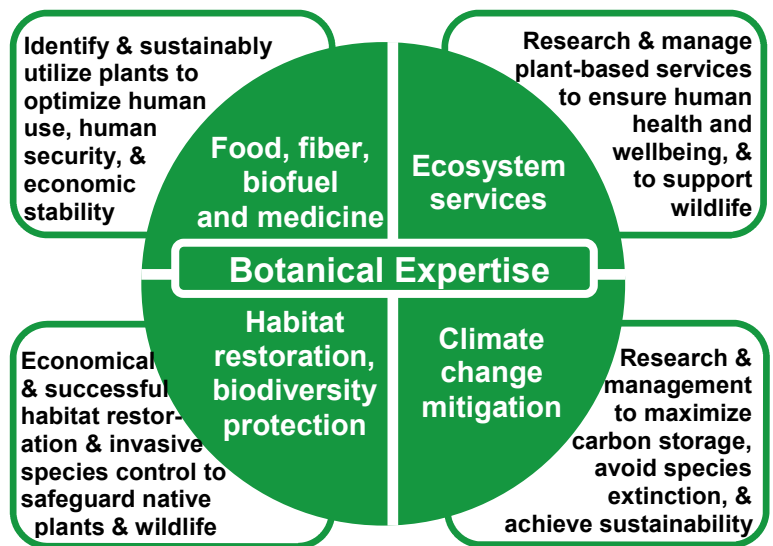 Identify & sustainably
utilize plants to
optimize human
use, human
security, &
economic
stability
Food, fiber,
biofuel
and medicine
Ecosystem
services
Research & manage
plant-based services
to ensure human
health and
wellbeing, &
to support
wildlife
Botanical Expertise
Economical
& successful
habitat restor-
ation & invasive
species control to
safeguard native
plants & wildlife
Habitat
restoration,
biodiversity
protection
Climate
change
mitigation
Research &
management
to maximize
carbon storage,
avoid species
extinction, &
achieve sustainability